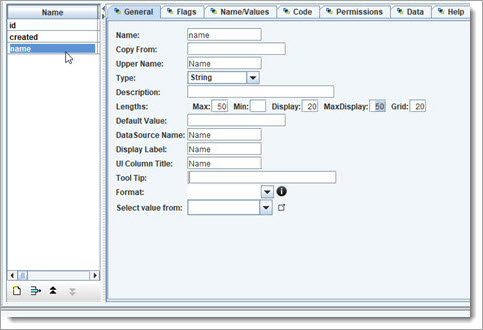 Name
id
created
name
General Flags Name/Values Code Permissions Data Help
Name: name
Copy From:
Upper Name: Name
Type: String
Description:
Lengths: Max: 50 Min: Display: 20 MaxDisplay: 50 Grid: 20
Default Value:
DataSource Name: Name
Display Label: Name
UI Column Title: Name
Tool Tip:
Format:
Select value from: